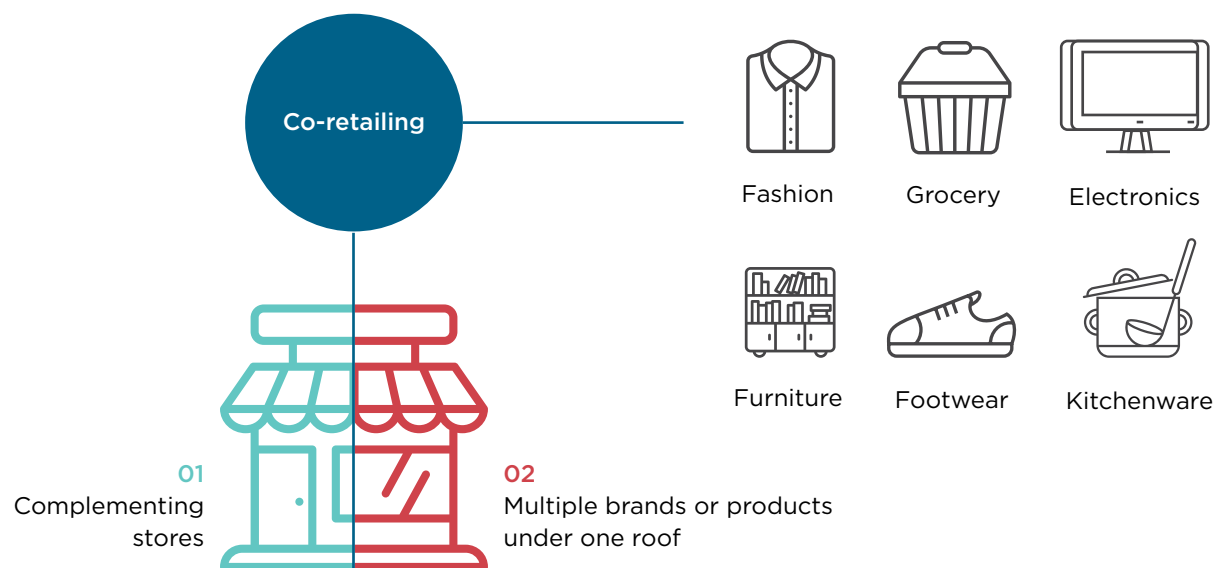 Co-retailing
Fashion
Grocery
Electronics
Furniture
Footwear
Kitchenware
01
Complementing
stores
02
Multiple brands or products
under one roof